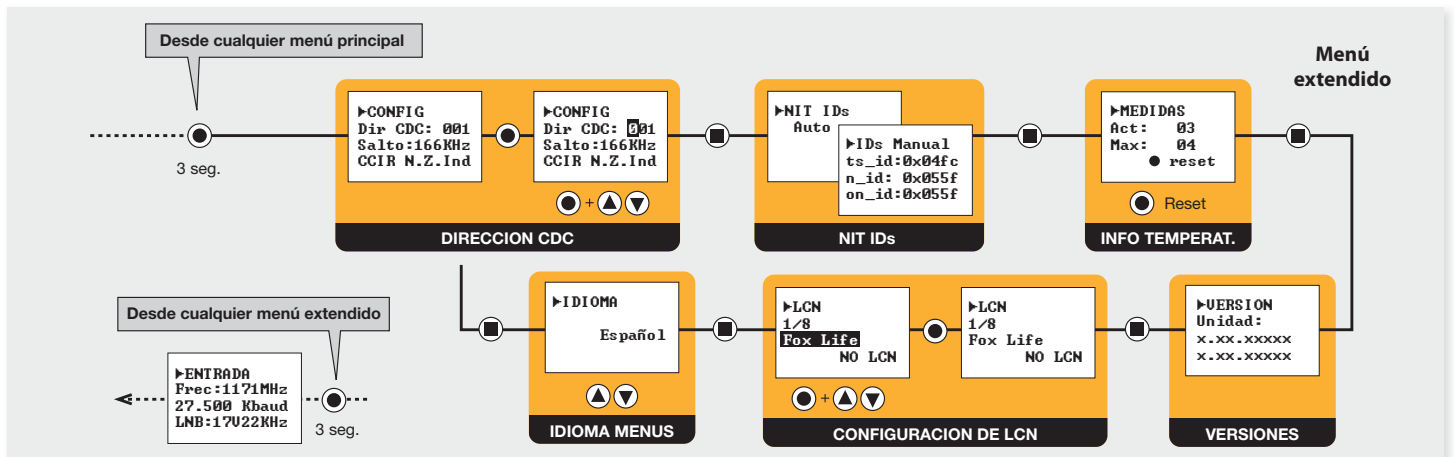 Desde cualquier menú principal
3 seg.
►CONFIG
Dir CDC: 001
Salto:166KHz
CCIR N.Z.Ind
►CONFIG
Dir CDC: 001
Salto:166KHz
CCIR N.Z.Ind
+
DIRECCION CDC
►NIT IDs
Auto
►IDs Manual
ts_id:0x04fc
n_id: 0x055f
on_id:0x055f
NIT IDs
►MEDIDAS
Act: 03
Max: 04
● reset
Reset
INFO TEMPERAT.
Menú
extendido
Desde cualquier menú extendido
►ENTRADA
Frec:1171MHz
27.500 Kbaud
LNB:17V22KHz
3 seg.
►IDIOMA
Español
IDIOMA MENUS
►LCN
1/8
Fox Life
NO LCN
+
►LCN
1/8
Fox Life
NO LCN
CONFIGURACION DE LCN
►VERSION
Unidad:
x.xx.xxxxx
x.xx.xxxxx
VERSIONES